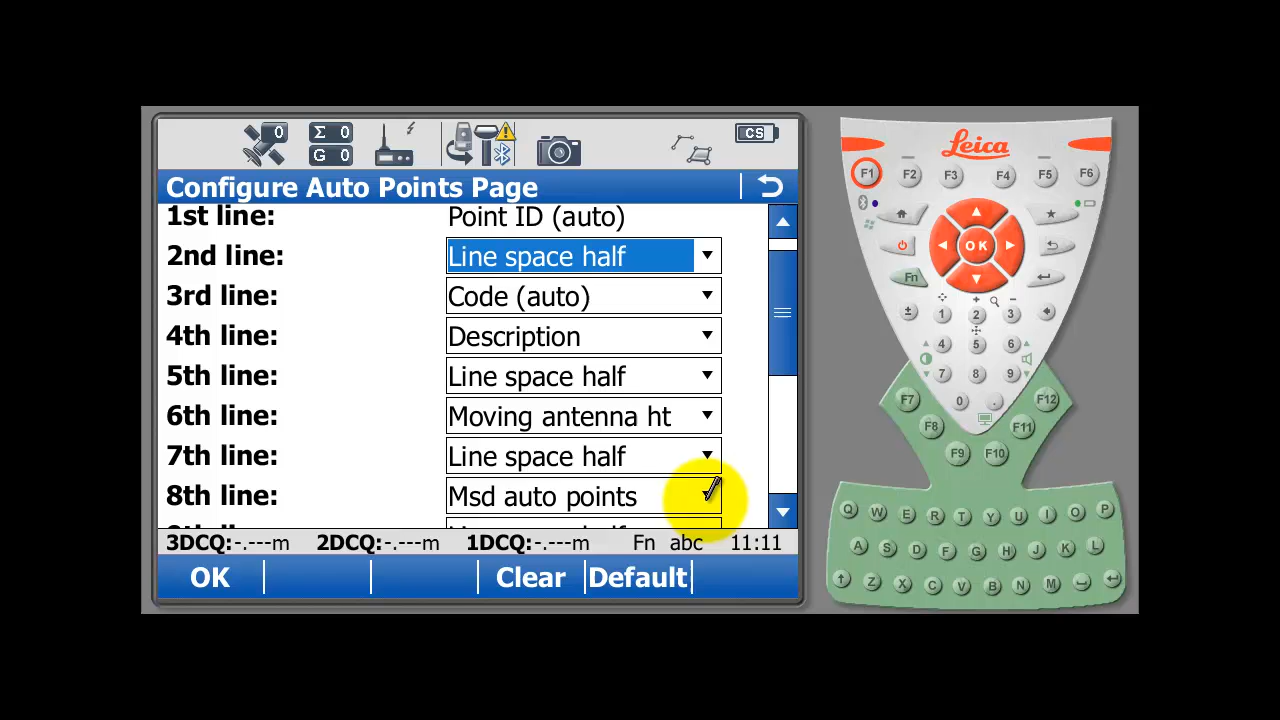 0
Σ 0
G 0
CS
Configure Auto Points Page
1st line: Point ID (auto)
2nd line: Line space half
3rd line: Code (auto)
4th line: Description
5th line: Line space half
6th line: Moving antenna ht
7th line: Line space half
8th line: Msd auto points
3DCQ:-.---m 2DCQ:-.---m 1DCQ:-.---m Fn abc 11:11
OK Clear Default
Leica
F1 F2 F3 F4 F5 F6
OK
Fn
± 1 2 3
4 5 6
7 8 9
0 .
F7 F12
F8 F11
F9 F10
Q W E R T Y U I O P
A S D F G H J K L
Z X C V B N M